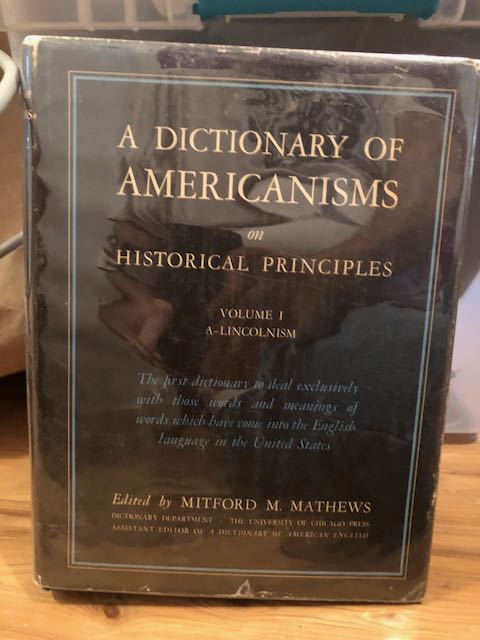 A DICTIONARY OF
AMERICANISMS
on
HISTORICAL PRINCIPLES
VOLUME I
A-LINCOLNISM
The first dictionary to deal exclusively
with those words and meanings of
words which have come into the English
language in the United States
Edited by MITFORD M. MATHEWS
DICTIONARY DEPARTMENT · THE UNIVERSITY OF CHICAGO PRESS
ASSISTANT EDITOR OF A DICTIONARY OF AMERICAN ENGLISH